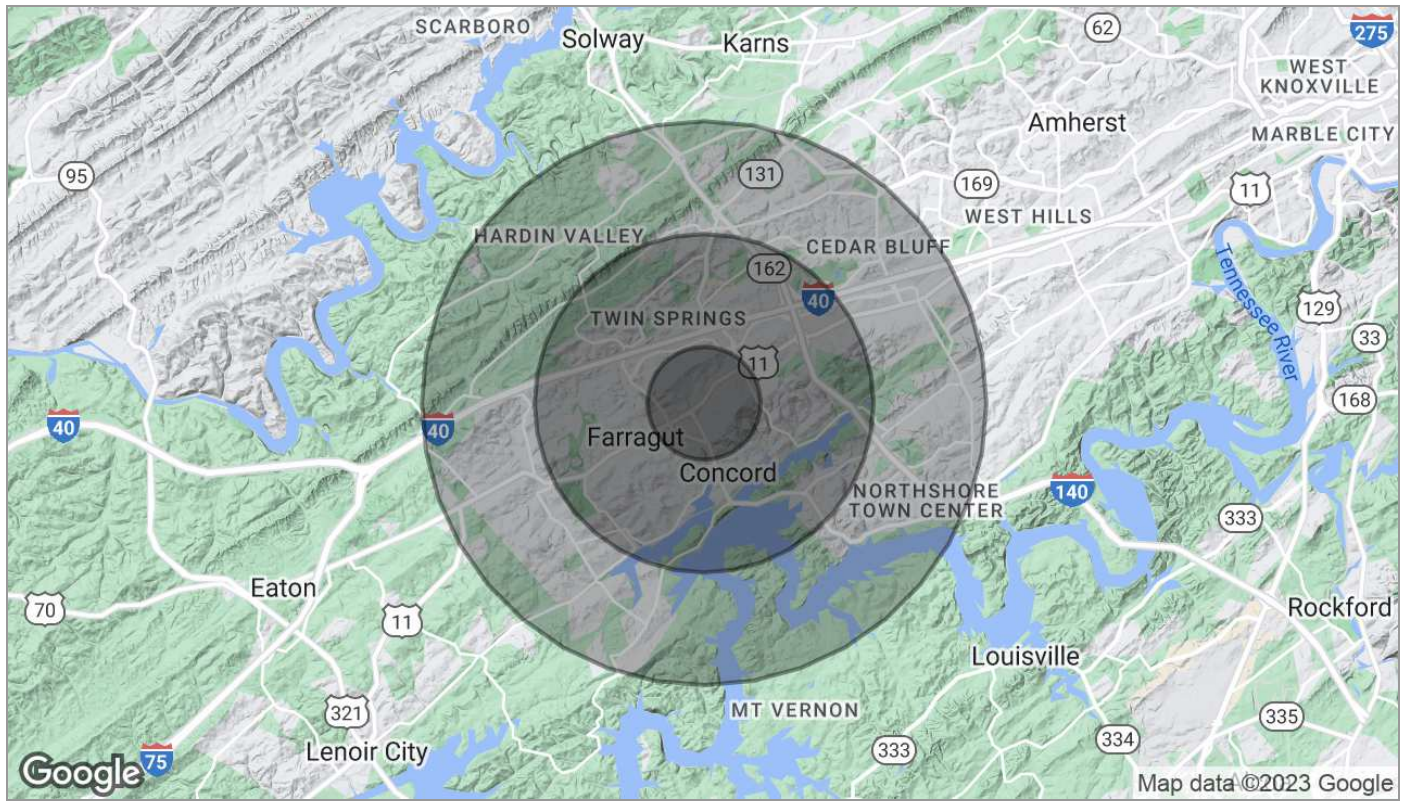 SCARBORO
Solway
Karns
62
275
WEST
KNOXVILLE
Amherst
MARBLE CITY
95
131
169
11
WEST HILLS
HARDIN VALLEY
CEDAR BLUFF
162
40
Tennessee River
129
TWIN SPRINGS
33
11
168
40
40
Farragut
Concord
140
NORTHSHORE
TOWN CENTER
333
Eaton
70
11
Rockford
Louisville
321
MT VERNON
335
Lenoir City
333
334
75
Google
Map data ©2023 Google